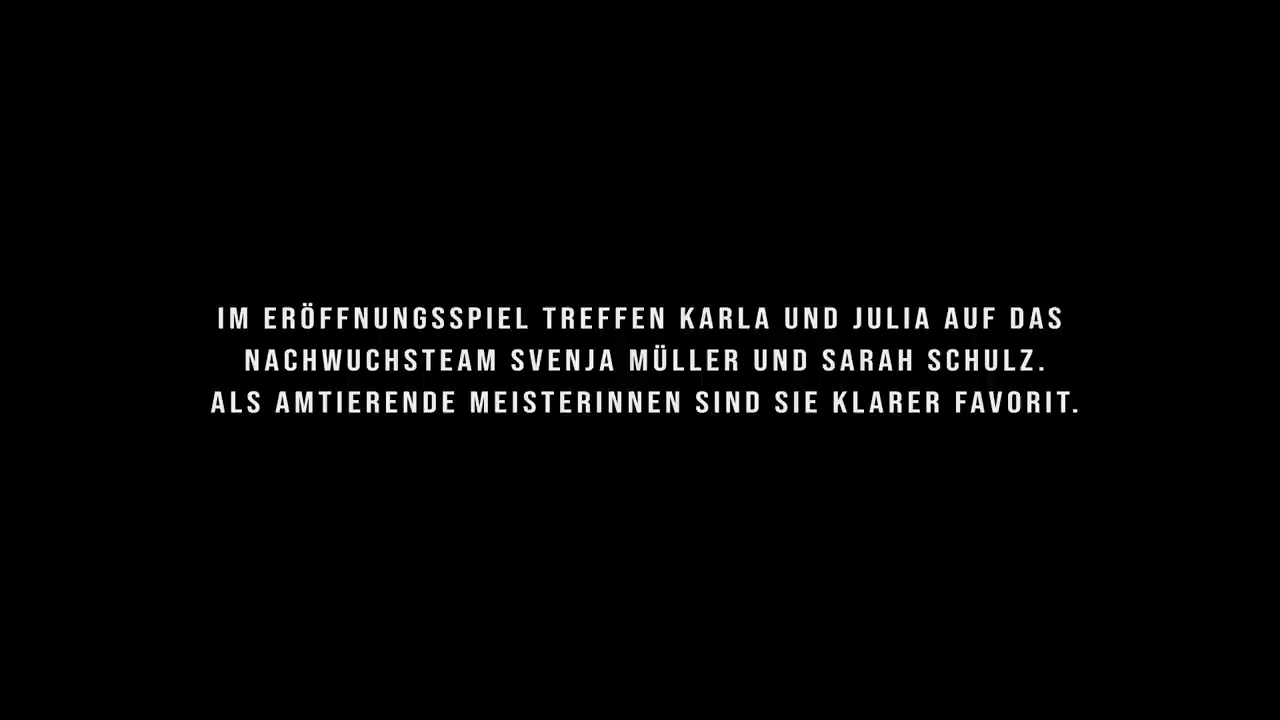 IM ERÖFFNUNGSSPIEL TREFFEN KARLA UND JULIA AUF DAS
NACHWUCHSTEAM SVENJA MÜLLER UND SARAH SCHULZ.
ALS AMTIERENDE MEISTERINNEN SIND SIE KLARER FAVORIT.